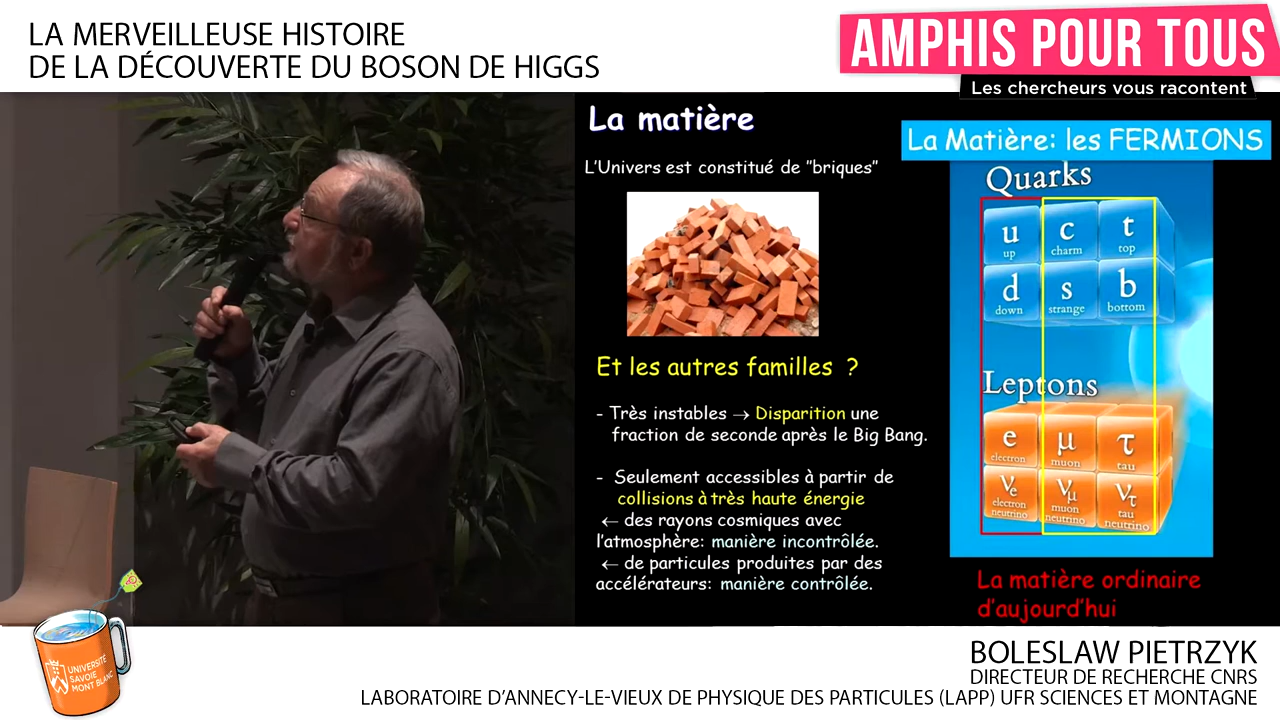 LA MERVEILLEUSE HISTOIRE
DE LA DÉCOUVERTE DU BOSON DE HIGGS
AMPHIS POUR TOUS
Les chercheurs vous racontent
La matière
L'Univers est constitué de "briques"
Et les autres familles ?
- Très instables → Disparition une
fraction de seconde après le Big Bang.
- Seulement accessibles à partir de
collisions à très haute énergie
← des rayons cosmiques avec
l'atmosphère: manière incontrôlée.
← de particules produites par des
accélérateurs: manière contrôlée.
La Matière: les FERMIONS
Quarks
u c t
up charm top
d s b
down strange bottom
Leptons
e μ τ
electron muon tau
νe νμ ντ
electron neutrino muon neutrino tau neutrino
La matière ordinaire
d'aujourd'hui
UNIVERSITÉ
SAVOIE
MONT BLANC
BOLESLAW PIETRZYK
DIRECTEUR DE RECHERCHE CNRS
LABORATOIRE D'ANNECY-LE-VIEUX DE PHYSIQUE DES PARTICULES (LAPP) UFR SCIENCES ET MONTAGNE